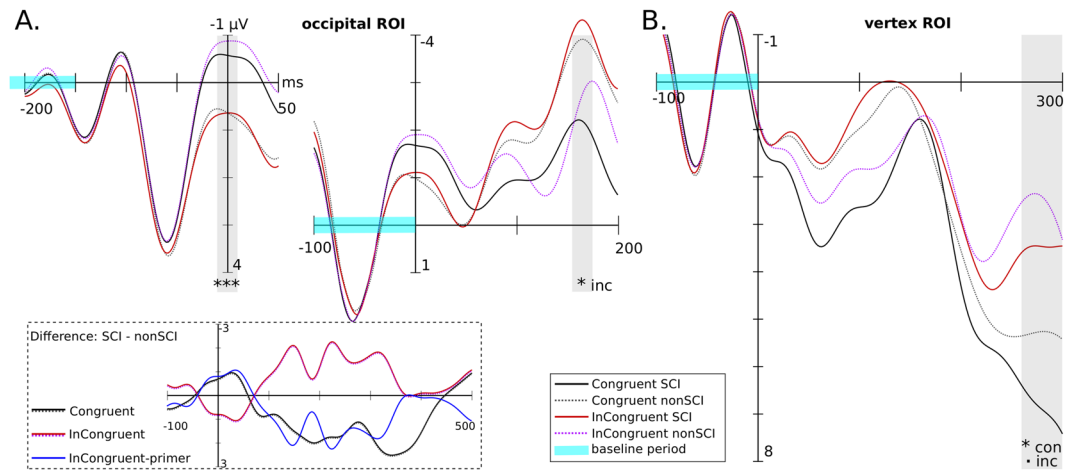 A.
-1 µV
occipital ROI
-4
B.
vertex ROI
-1
ms
-200
50
-100
300
-100
200
4
1
***
* inc
Difference: SCI - nonSCI
-3
Congruent
InCongruent
InCongruent-primer
-100
500
3
Congruent SCI
Congruent nonSCI
InCongruent SCI
InCongruent nonSCI
baseline period
8
* con
· inc